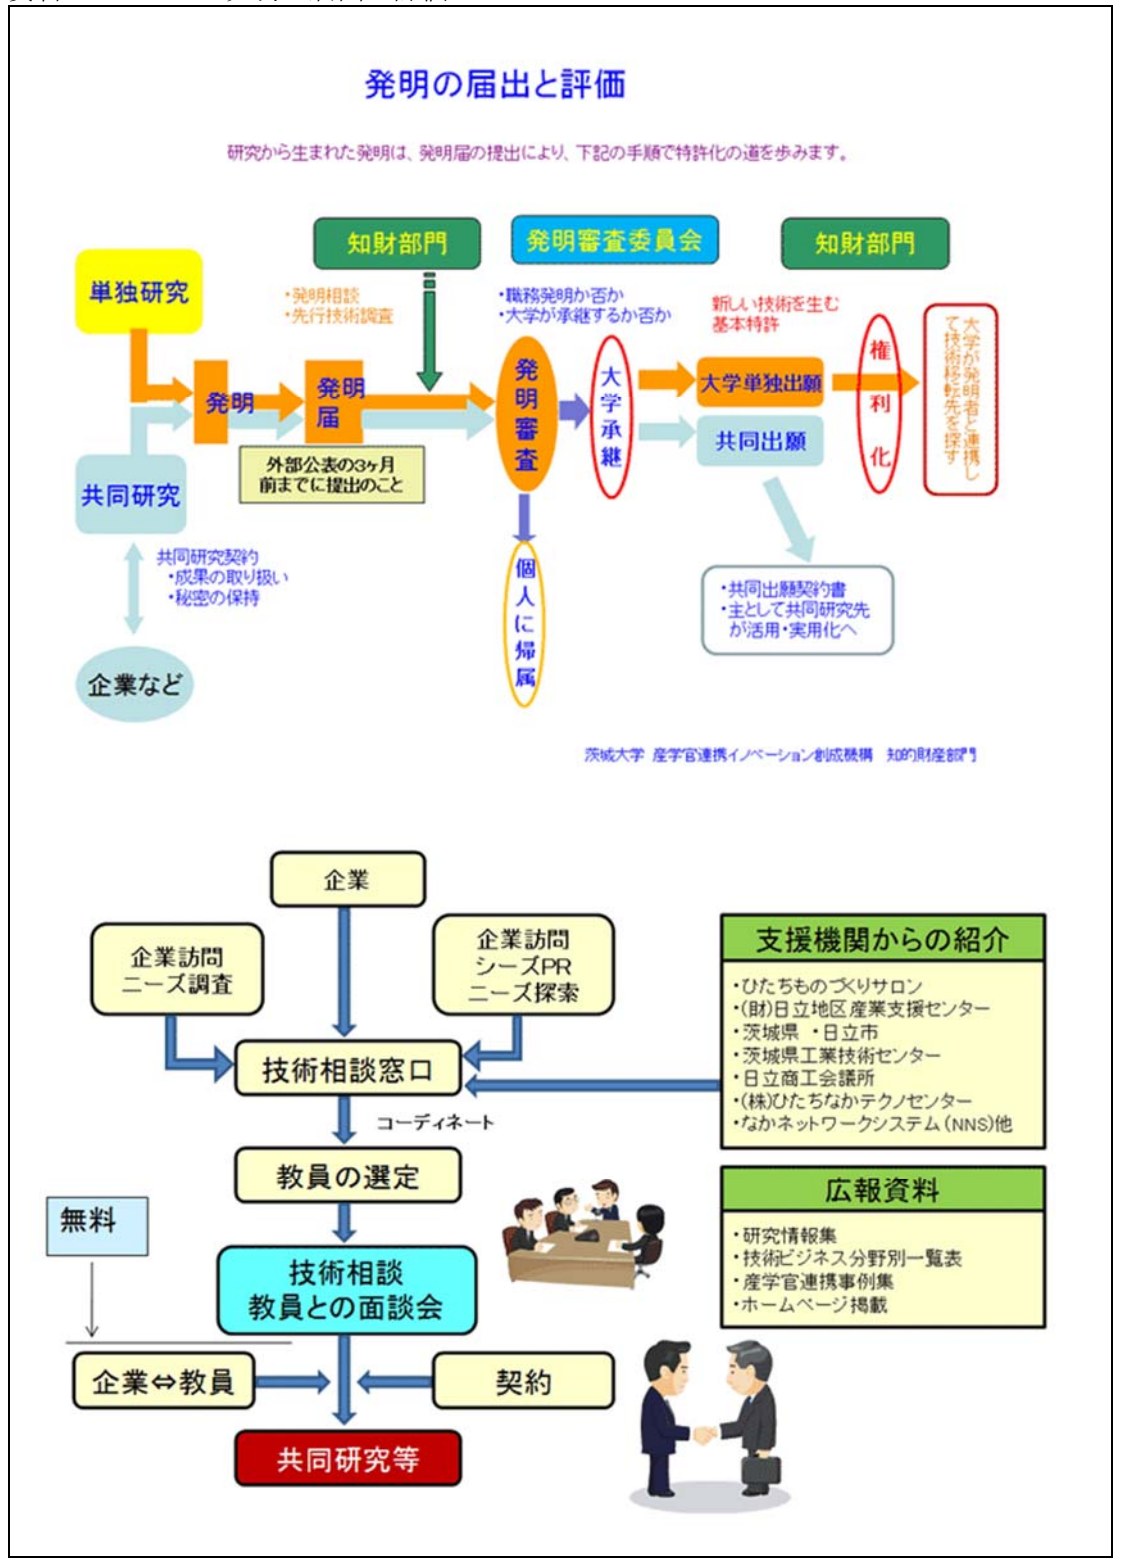 発明の届出と評価
研究から生まれた発明は、発明届の提出により、下記の手順で特許化の道を歩みます。
知財部門
発明審査委員会
知財部門
単独研究
・発明相談
・先行技術調査
・職務発明か否か
・大学が承継するか否か
新しい技術を生む
基本特許
発明
発明
届
発明審査
大学承継
大学単独出願
共同出願
権利化
大学が発明者と連携し
て技術移転先を探す
外部公表の3ヶ月
前までに提出のこと
共同研究
共同研究契約
・成果の取り扱い
・秘密の保持
企業など
個人に帰属
・共同出願契約書
・主として共同研究先
が活用・実用化へ
茨城大学 産学官連携イノベーション創成機構 知的財産部門
企業
企業訪問
ニーズ調査
企業訪問
シーズPR
ニーズ探索
技術相談窓口
コーディネート
教員の選定
無料
技術相談
教員との面談会
企業⇔教員
契約
共同研究等
支援機関からの紹介
・ひたちものづくりサロン
・(財)日立地区産業支援センター
・茨城県 ・日立市
・茨城県工業技術センター
・日立商工会議所
・(株)ひたちなかテクノセンター
・なかネットワークシステム(NNS)他
広報資料
・研究情報集
・技術ビジネス分野別一覧表
・産学官連携事例集
・ホームページ掲載